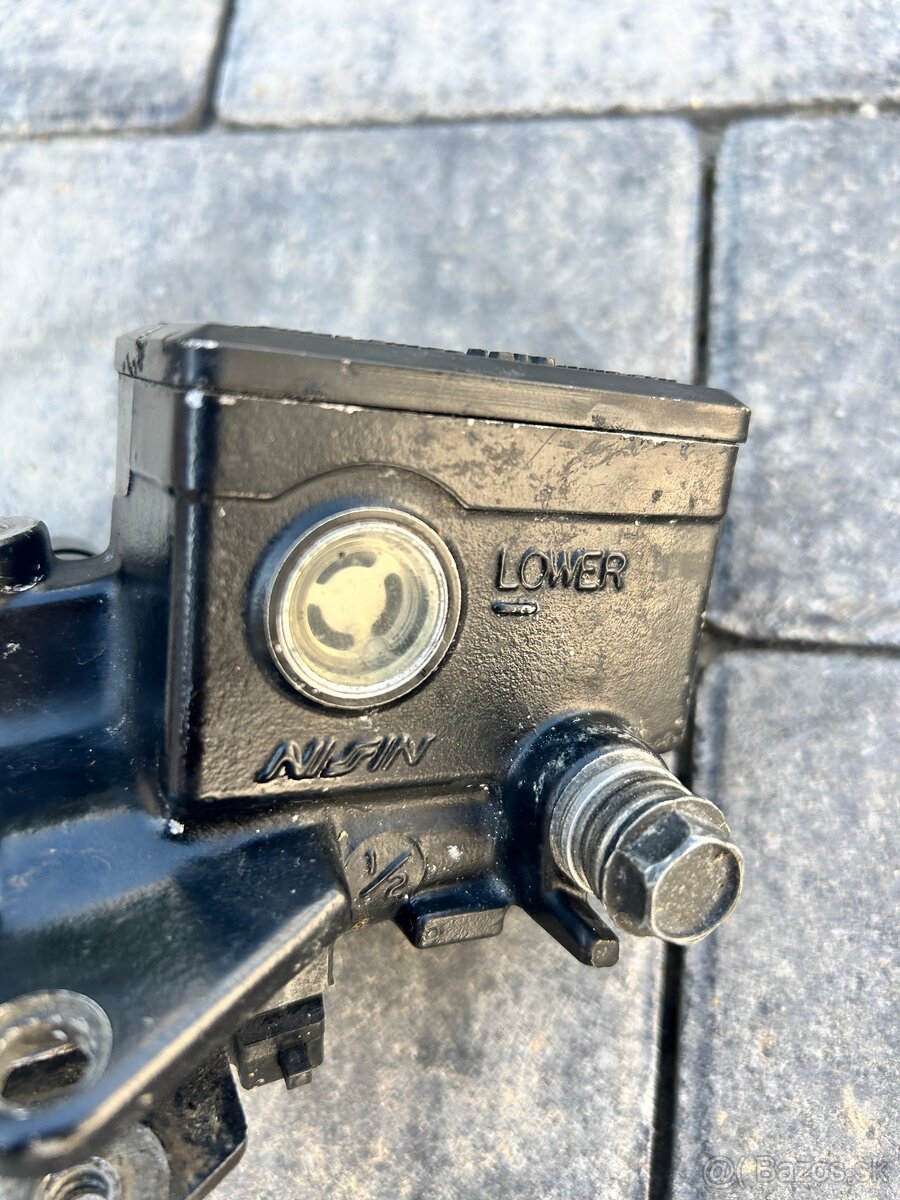 LOWER
NISSIN
1/2
@(Bazos.sk